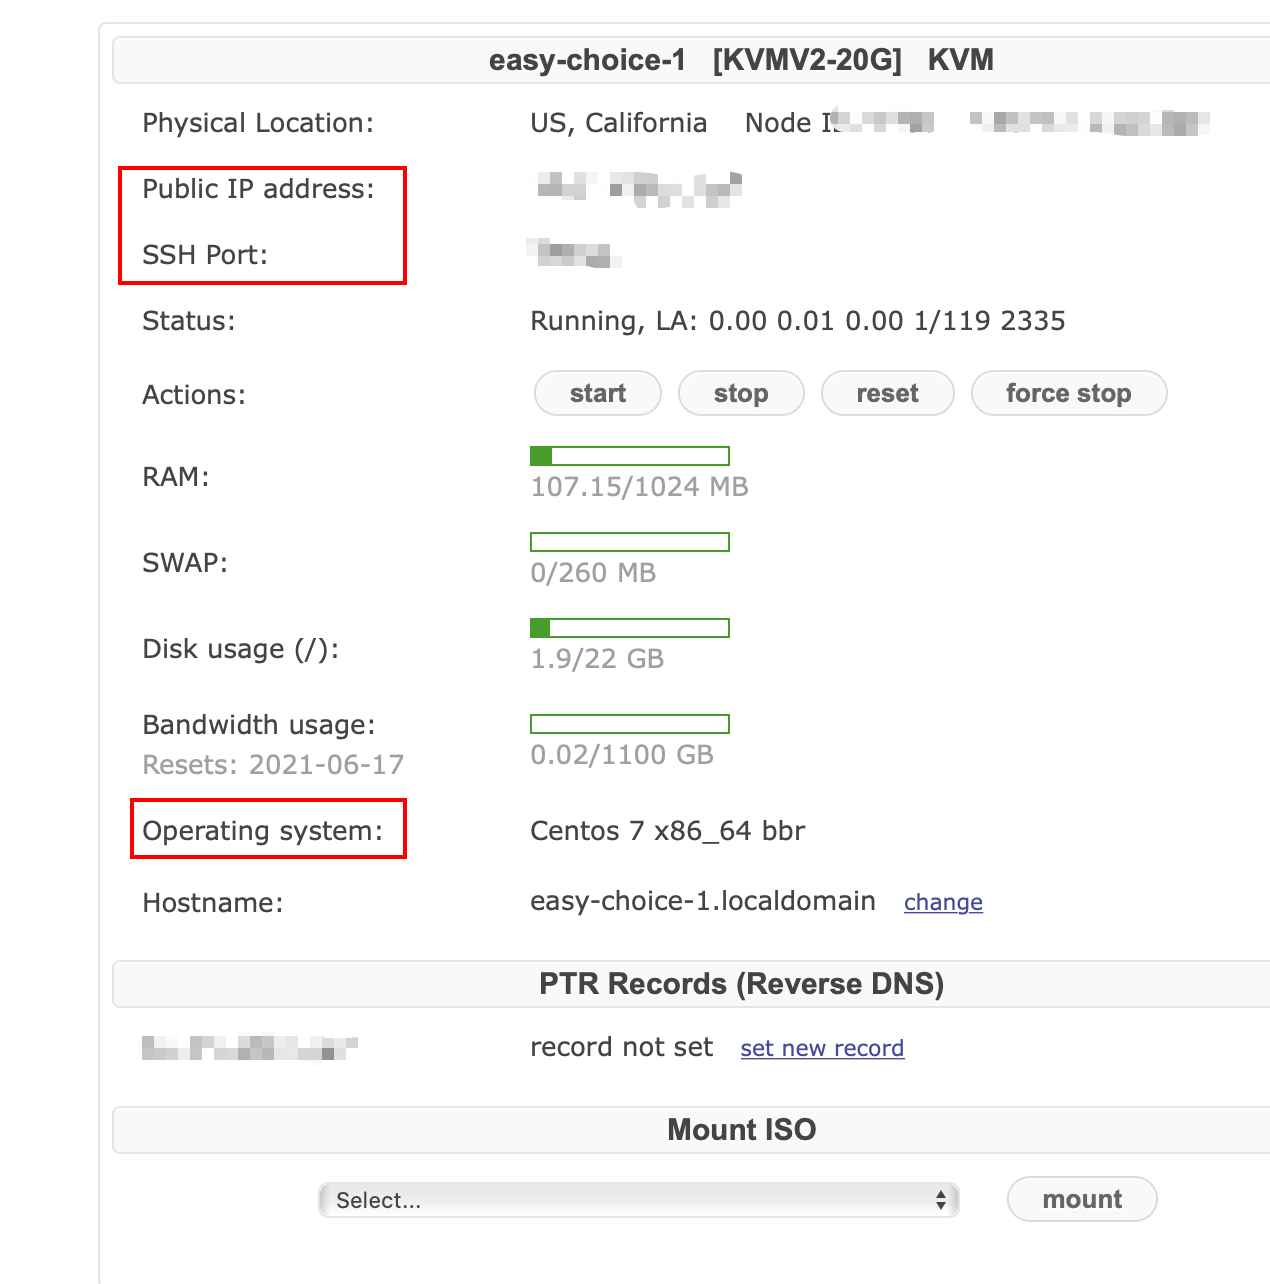 easy-choice-1 [KVMV2-20G] KVM
Physical Location: US, California Node
Public IP address:
SSH Port:
Status: Running, LA: 0.00 0.01 0.00 1/119 2335
Actions: start stop reset force stop
RAM: 107.15/1024 MB
SWAP: 0/260 MB
Disk usage (/): 1.9/22 GB
Bandwidth usage:
Resets: 2021-06-17 0.02/1100 GB
Operating system: Centos 7 x86_64 bbr
Hostname: easy-choice-1.localdomain change
PTR Records (Reverse DNS)
record not set set new record
Mount ISO
Select... mount